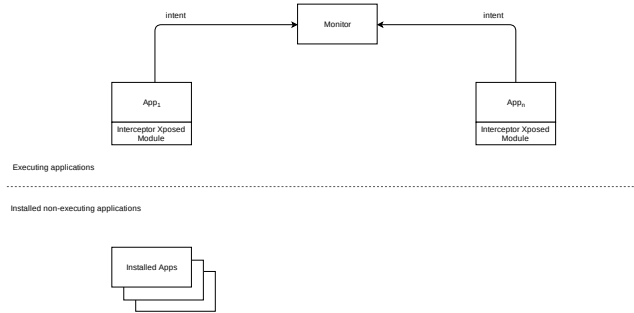 intent
intent
Monitor
App1
Appn
Interceptor Xposed
Module
Interceptor Xposed
Module
Executing applications
Installed non-executing applications
Installed Apps